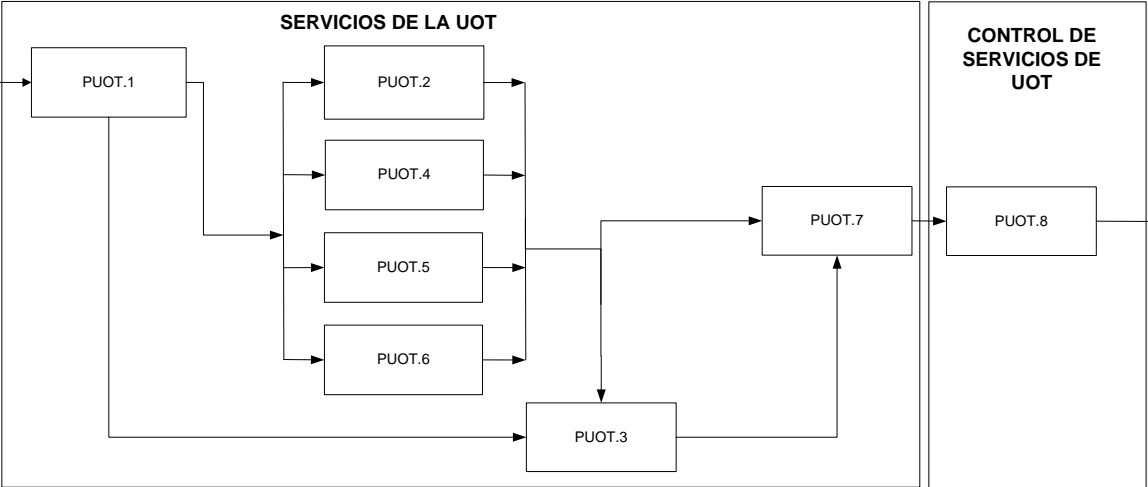 SERVICIOS DE LA UOT
PUOT.1
PUOT.2
PUOT.4
PUOT.5
PUOT.6
PUOT.3
PUOT.7
CONTROL DE
SERVICIOS DE
UOT
PUOT.8